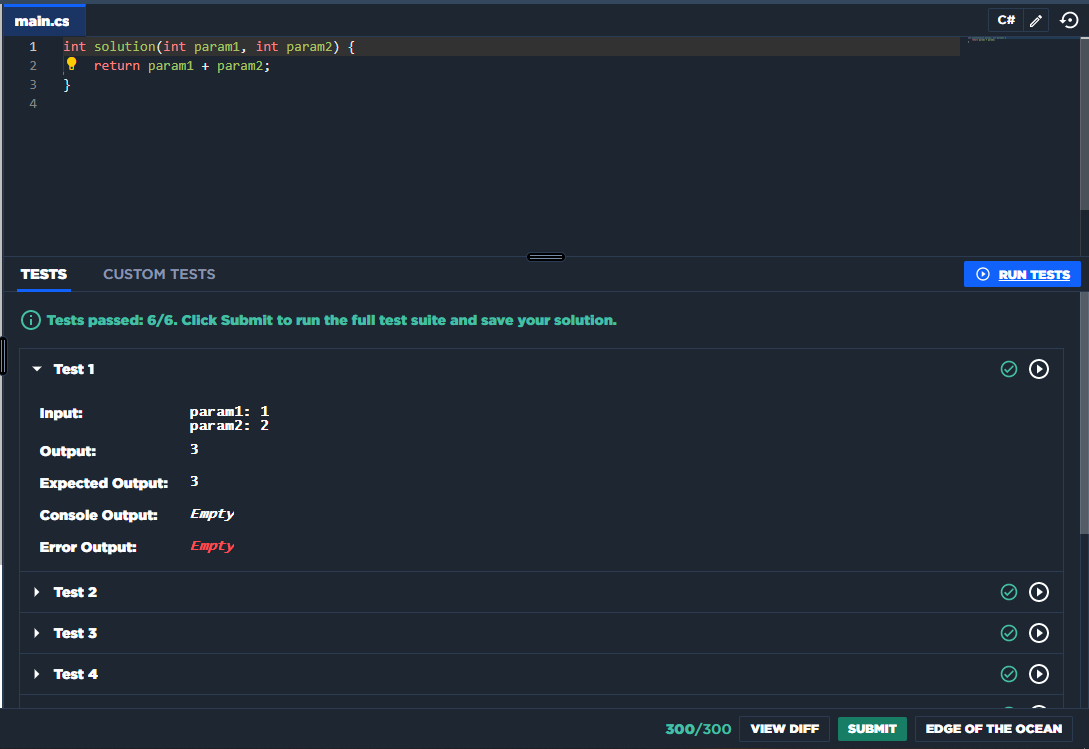 main.cs
C#
1 int solution(int param1, int param2) {
2 return param1 + param2;
3 }
4
TESTS CUSTOM TESTS RUN TESTS
Tests passed: 6/6. Click Submit to run the full test suite and save your solution.
Test 1
Input: param1: 1
param2: 2
Output: 3
Expected Output: 3
Console Output: Empty
Error Output: Empty
Test 2
Test 3
Test 4
300/300 VIEW DIFF SUBMIT EDGE OF THE OCEAN